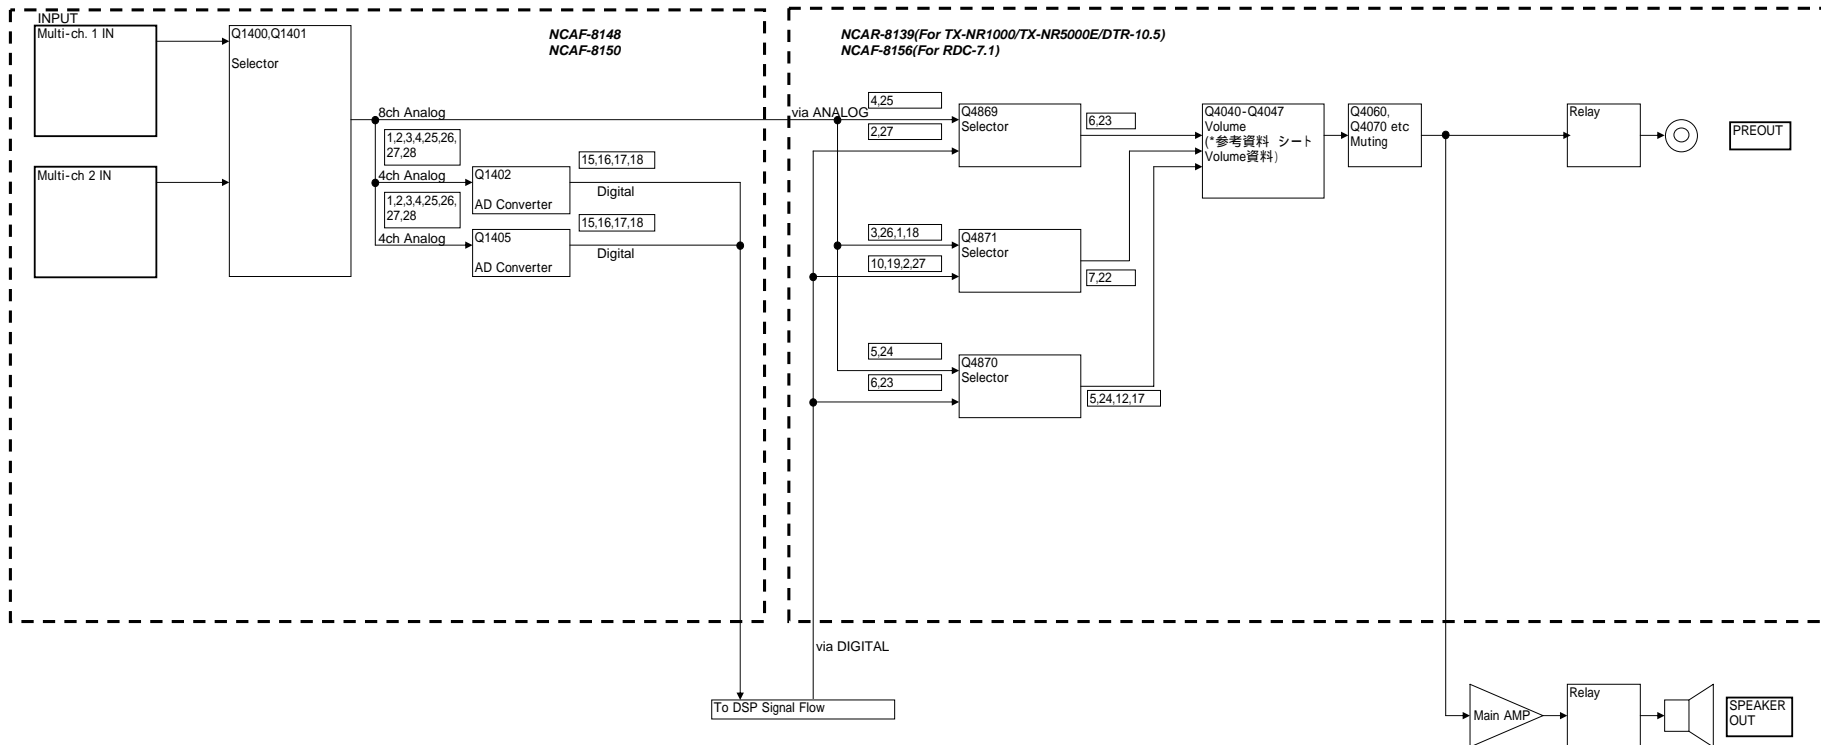 INPUT
Multi-ch. 1 IN
Q1400,Q1401
Selector
NCAF-8148
NCAF-8150
Multi-ch 2 IN
8ch Analog
1,2,3,4,25,26,
27,28
4ch Analog
1,2,3,4,25,26,
27,28
4ch Analog
15,16,17,18
Q1402
AD Converter
Digital
15,16,17,18
Q1405
AD Converter
Digital
NCAR-8139(For TX-NR1000/TX-NR5000E/DTR-10.5)
NCAF-8156(For RDC-7.1)
via ANALOG
4,25
2,27
Q4869
Selector
6,23
3,26,1,18
10,19,2,27
Q4871
Selector
7,22
5,24
6,23
Q4870
Selector
5,24,12,17
Q4040-Q4047
Volume
(*参考資料 シート
Volume資料)
Q4060,
Q4070 etc
Muting
Relay
PREOUT
via DIGITAL
To DSP Signal Flow
Main AMP
Relay
SPEAKER
OUT